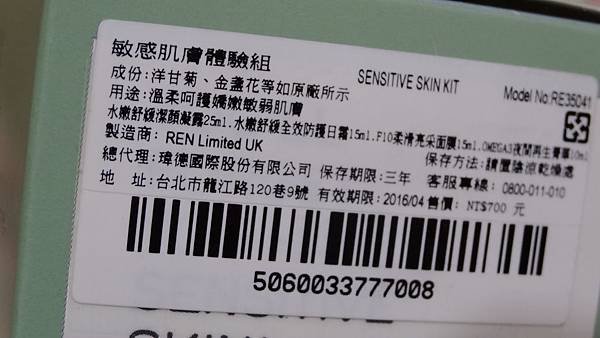 敏感肌膚體驗組 SENSITIVE SKIN KIT Model No:RE35041
成份:洋甘菊、金盞花等如原廠所示
用途:溫柔呵護嬌嫩敏弱肌膚
水嫩舒緩潔顏凝露25ml.水嫩舒緩全效防護日霜15ml.F10柔滑亮采面膜15ml.OMEGA3夜間再生菁華10ml
製造商: REN Limited UK 保存方法:請置陰涼乾燥處
總代理:瑋德國際股份有限公司 保存期限:三年 客服專線: 0800-011-010
地 址:台北市龍江路120巷9號 有效期限:2016/04 售價: NT$700 元
5060033777008
SENSITIVE